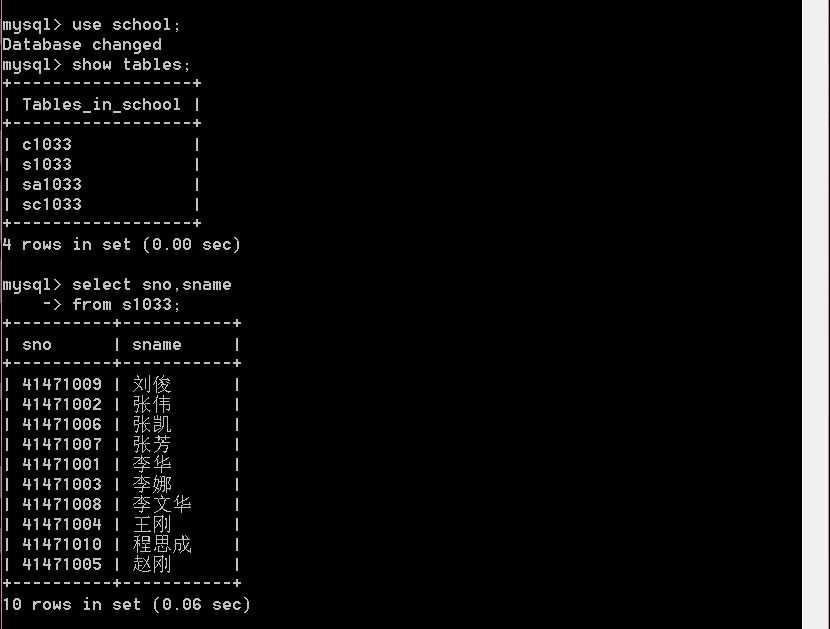 mysql> use school;
Database changed
mysql> show tables;
+------------------+
| Tables_in_school |
+------------------+
| c1033            |
| s1033            |
| sa1033           |
| sc1033           |
+------------------+
4 rows in set (0.00 sec)
mysql> select sno,sname
    -> from s1033;
+----------+-----------+
| sno      | sname     |
+----------+-----------+
| 41471009 | 刘俊      |
| 41471002 | 张伟      |
| 41471006 | 张凯      |
| 41471007 | 张芳      |
| 41471001 | 李华      |
| 41471003 | 李娜      |
| 41471008 | 李文华    |
| 41471004 | 王刚      |
| 41471010 | 程思成    |
| 41471005 | 赵刚      |
+----------+-----------+
10 rows in set (0.06 sec)